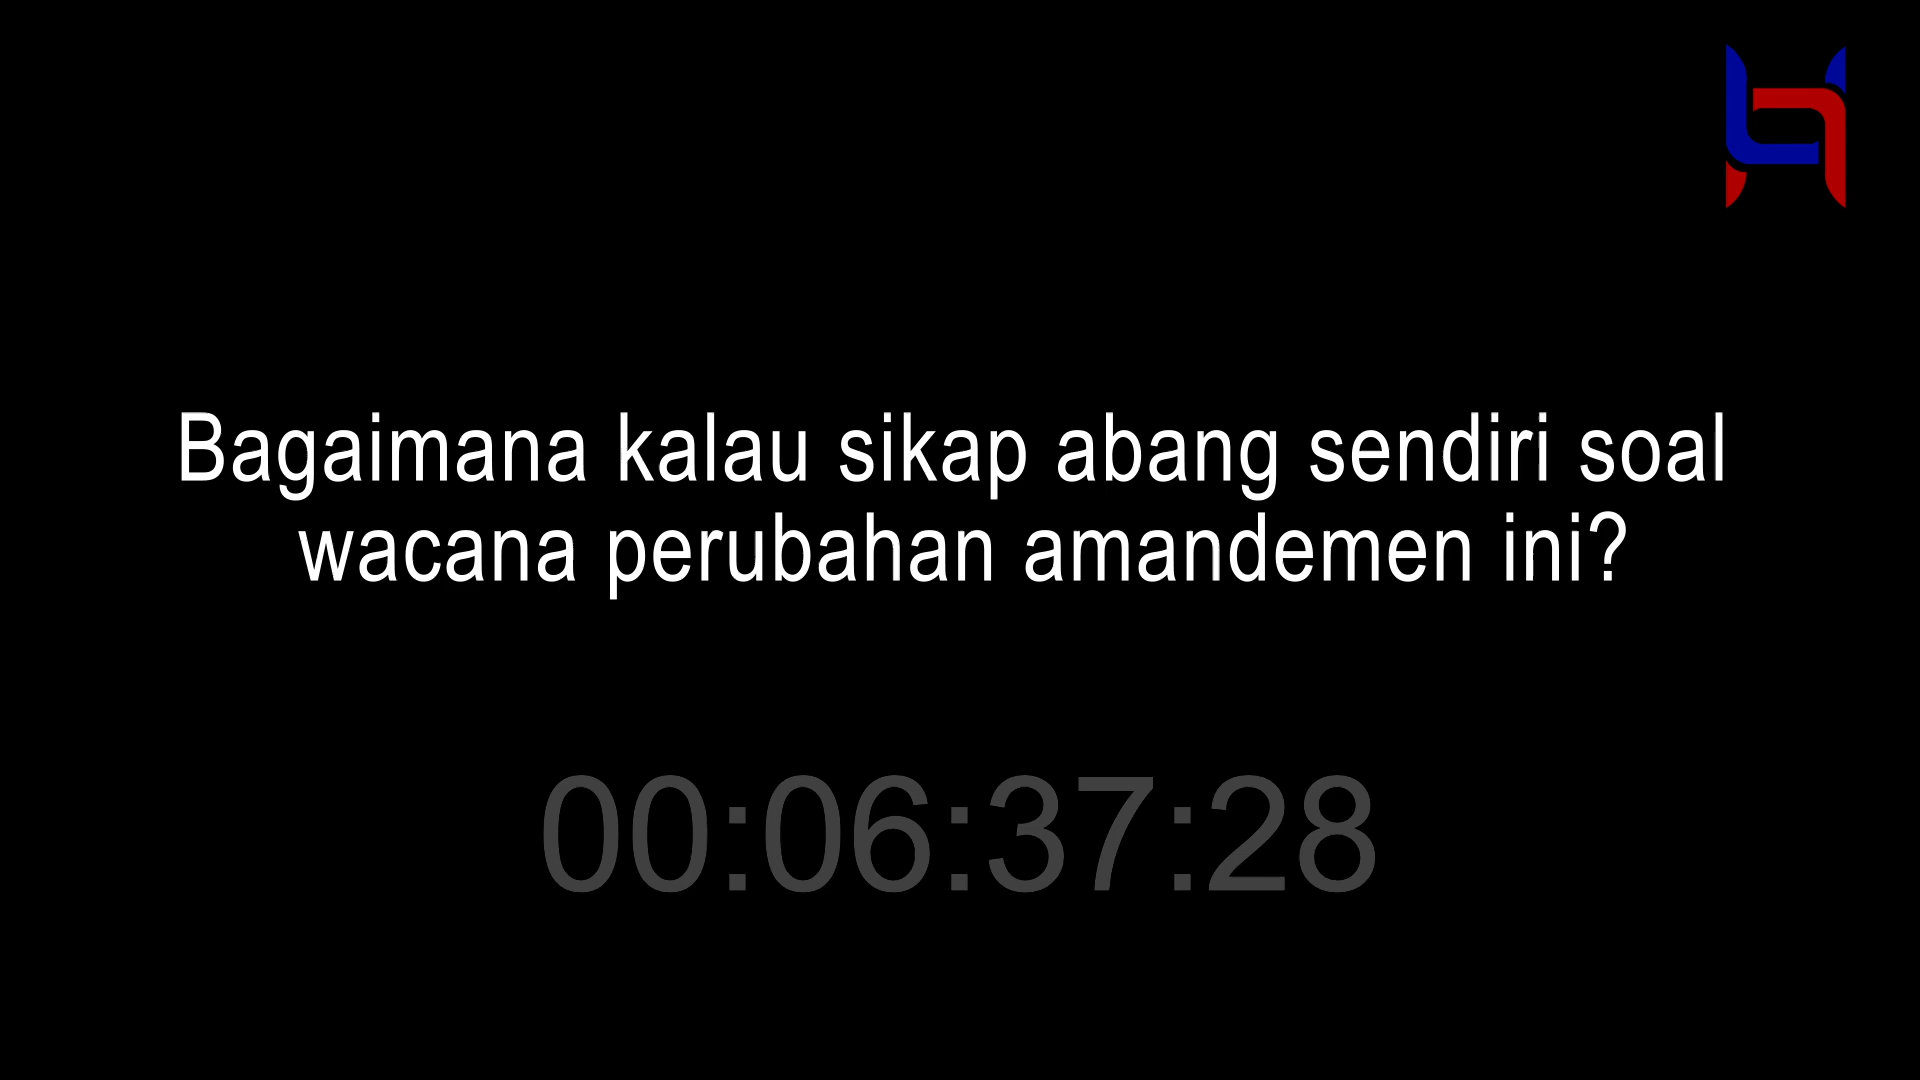 Bagaimana kalau sikap abang sendiri soal
wacana perubahan amandemen ini?
00:06:37:28